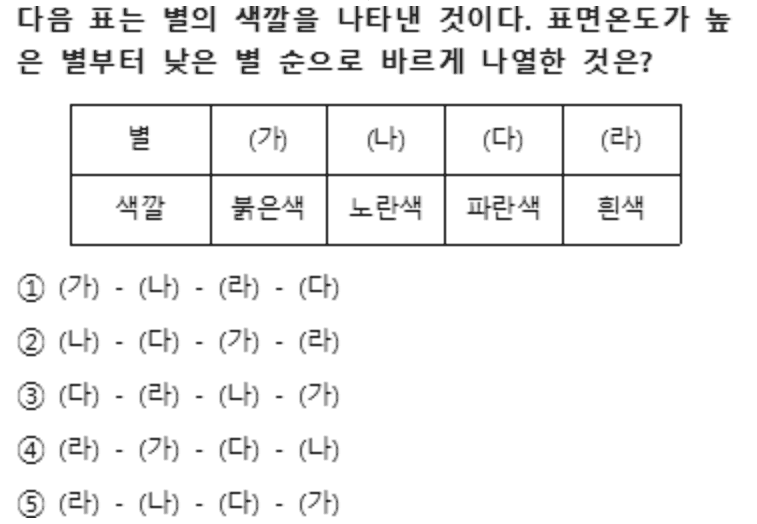 다음 표는 별의 색깔을 나타낸 것이다. 표면온도가 높
은 별부터 낮은 별 순으로 바르게 나열한 것은?
별 (가) (나) (다) (라)
색깔 붉은색 노란색 파란색 흰색
① (가) - (나) - (라) - (다)
② (나) - (다) - (가) - (라)
③ (다) - (라) - (나) - (가)
④ (라) - (가) - (다) - (나)
⑤ (라) - (나) - (다) - (가)